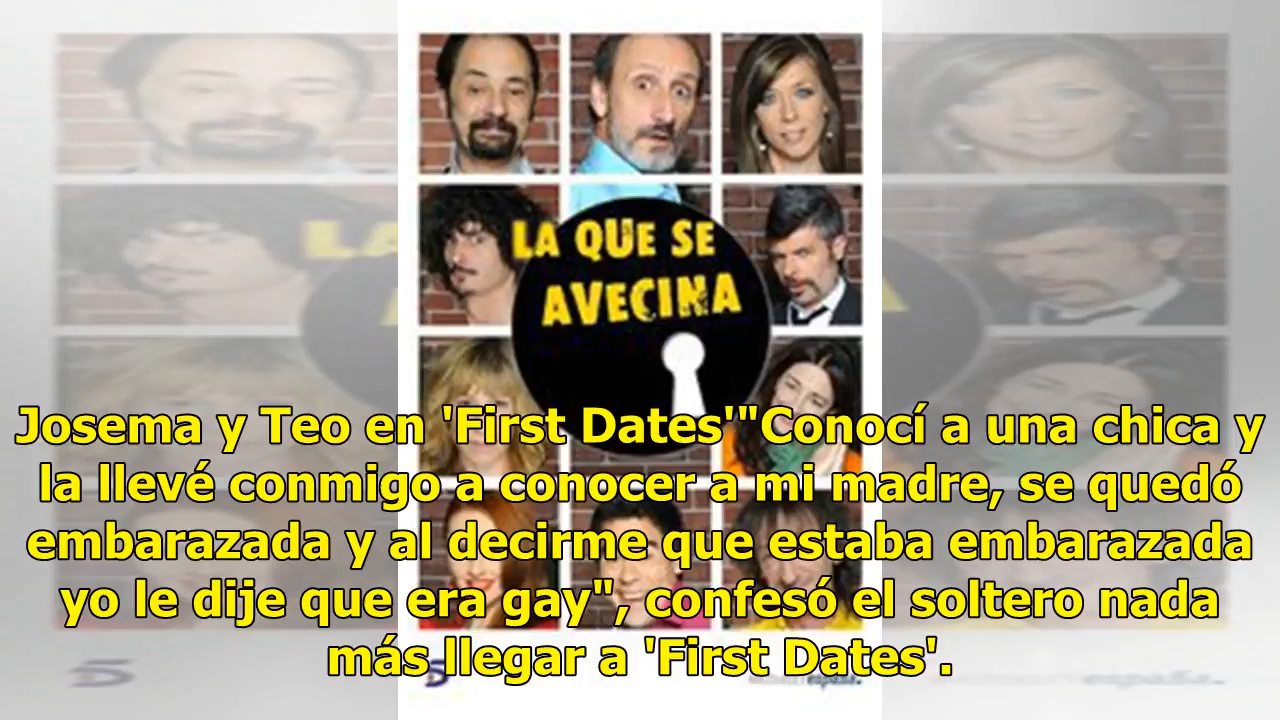 LA QUE SE
AVECINA
Josema y Teo en 'First Dates'"Conocí a una chica y
la llevé conmigo a conocer a mi madre, se quedó
embarazada y al decirme que estaba embarazada
yo le dije que era gay", confesó el soltero nada
más llegar a 'First Dates'.